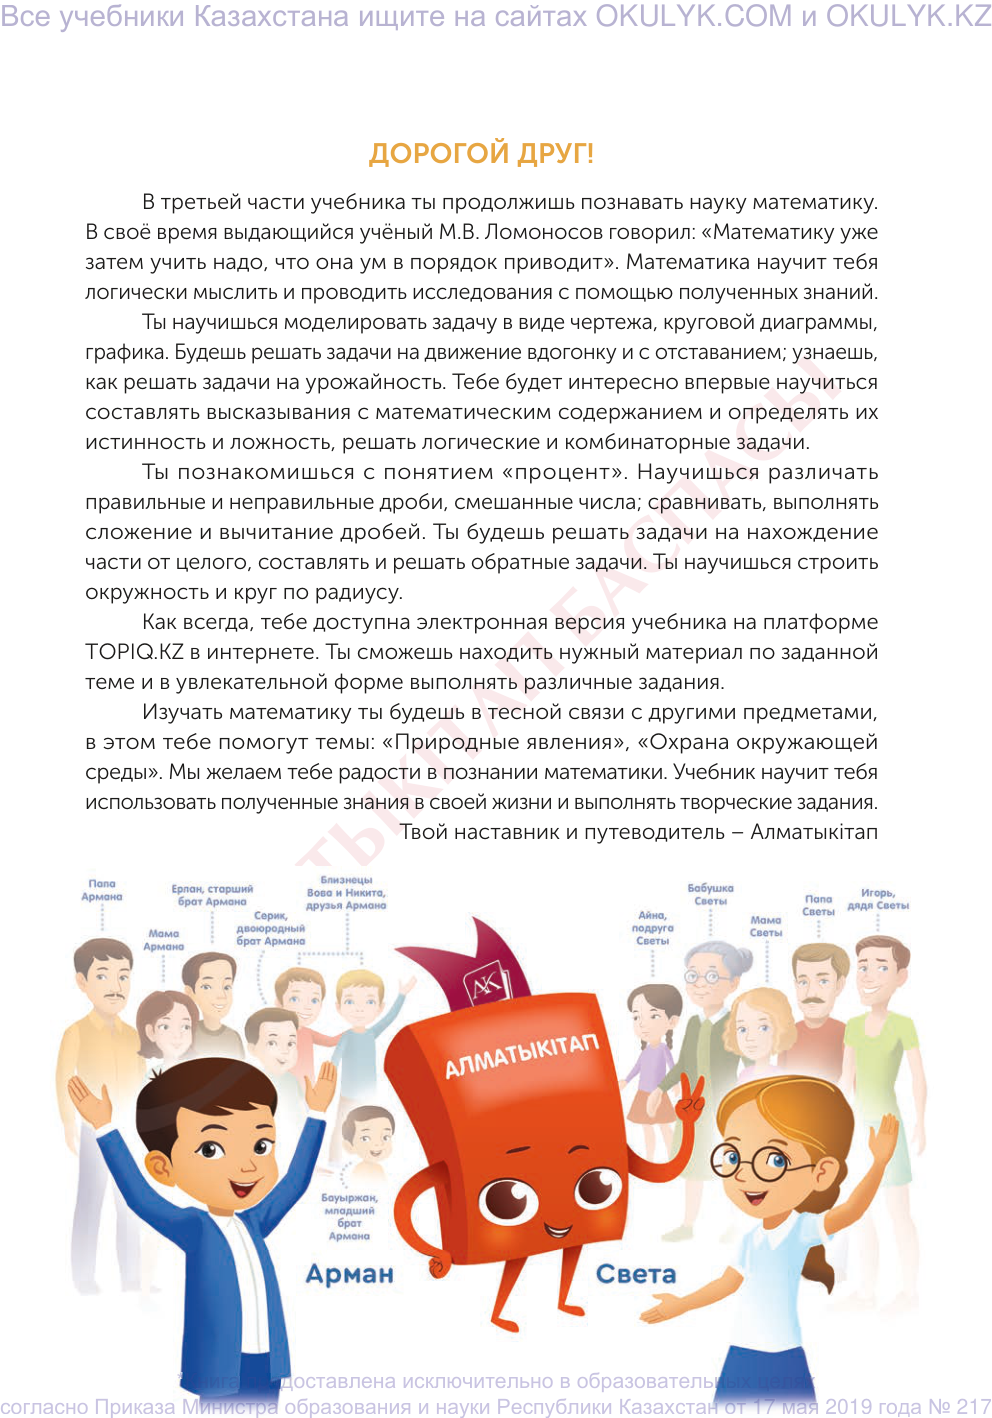 Все учебники Казахстана ищите на сайтах OKULYK.COM и OKULYK.KZ
ДОРОГОЙ ДРУГ!
В третьей части учебника ты продолжишь познавать науку математику.
В своё время выдающийся учёный М.В. Ломоносов говорил: «Математику уже
затем учить надо, что она ум в порядок приводит». Математика научит тебя
логически мыслить и проводить исследования с помощью полученных знаний.
Ты научишься моделировать задачу в виде чертежа, круговой диаграммы,
графика. Будешь решать задачи на движение вдогонку и с отставанием; узнаешь,
как решать задачи на урожайность. Тебе будет интересно впервые научиться
составлять высказывания с математическим содержанием и определять их
истинность и ложность, решать логические и комбинаторные задачи.
Ты познакомишься с понятием «процент». Научишься различать
правильные и неправильные дроби, смешанные числа; сравнивать, выполнять
сложение и вычитание дробей. Ты будешь решать задачи на нахождение
части от целого, составлять и решать обратные задачи. Ты научишься строить
окружность и круг по радиусу.
Как всегда, тебе доступна электронная версия учебника на платформе
TOPIQ.KZ в интернете. Ты сможешь находить нужный материал по заданной
теме и в увлекательной форме выполнять различные задания.
Изучать математику ты будешь в тесной связи с другими предметами,
в этом тебе помогут темы: «Природные явления», «Охрана окружающей
среды». Мы желаем тебе радости в познании математики. Учебник научит тебя
использовать полученные знания в своей жизни и выполнять творческие задания.
Твой наставник и путеводитель – Алматыкітап
ТЫКІТАП БАСПАСЫ
Папа
Армана
Мама
Армана
Ерлан, старший
брат Армана
Серик,
двоюродный
брат Армана
Близнецы
Вова и Никита,
друзья Армана
Айна,
подруга
Светы
Бабушка
Светы
Мама
Светы
Папа
Светы
Игорь,
дядя Светы
АК
АЛМАТЫКІТАП
Бауыржан,
младший
брат
Армана
Арман
Света
доставлена исключительно в образовательных целях
согласно Приказа Министра образования и науки Республики Казахстан от 17 мая 2019 года № 217